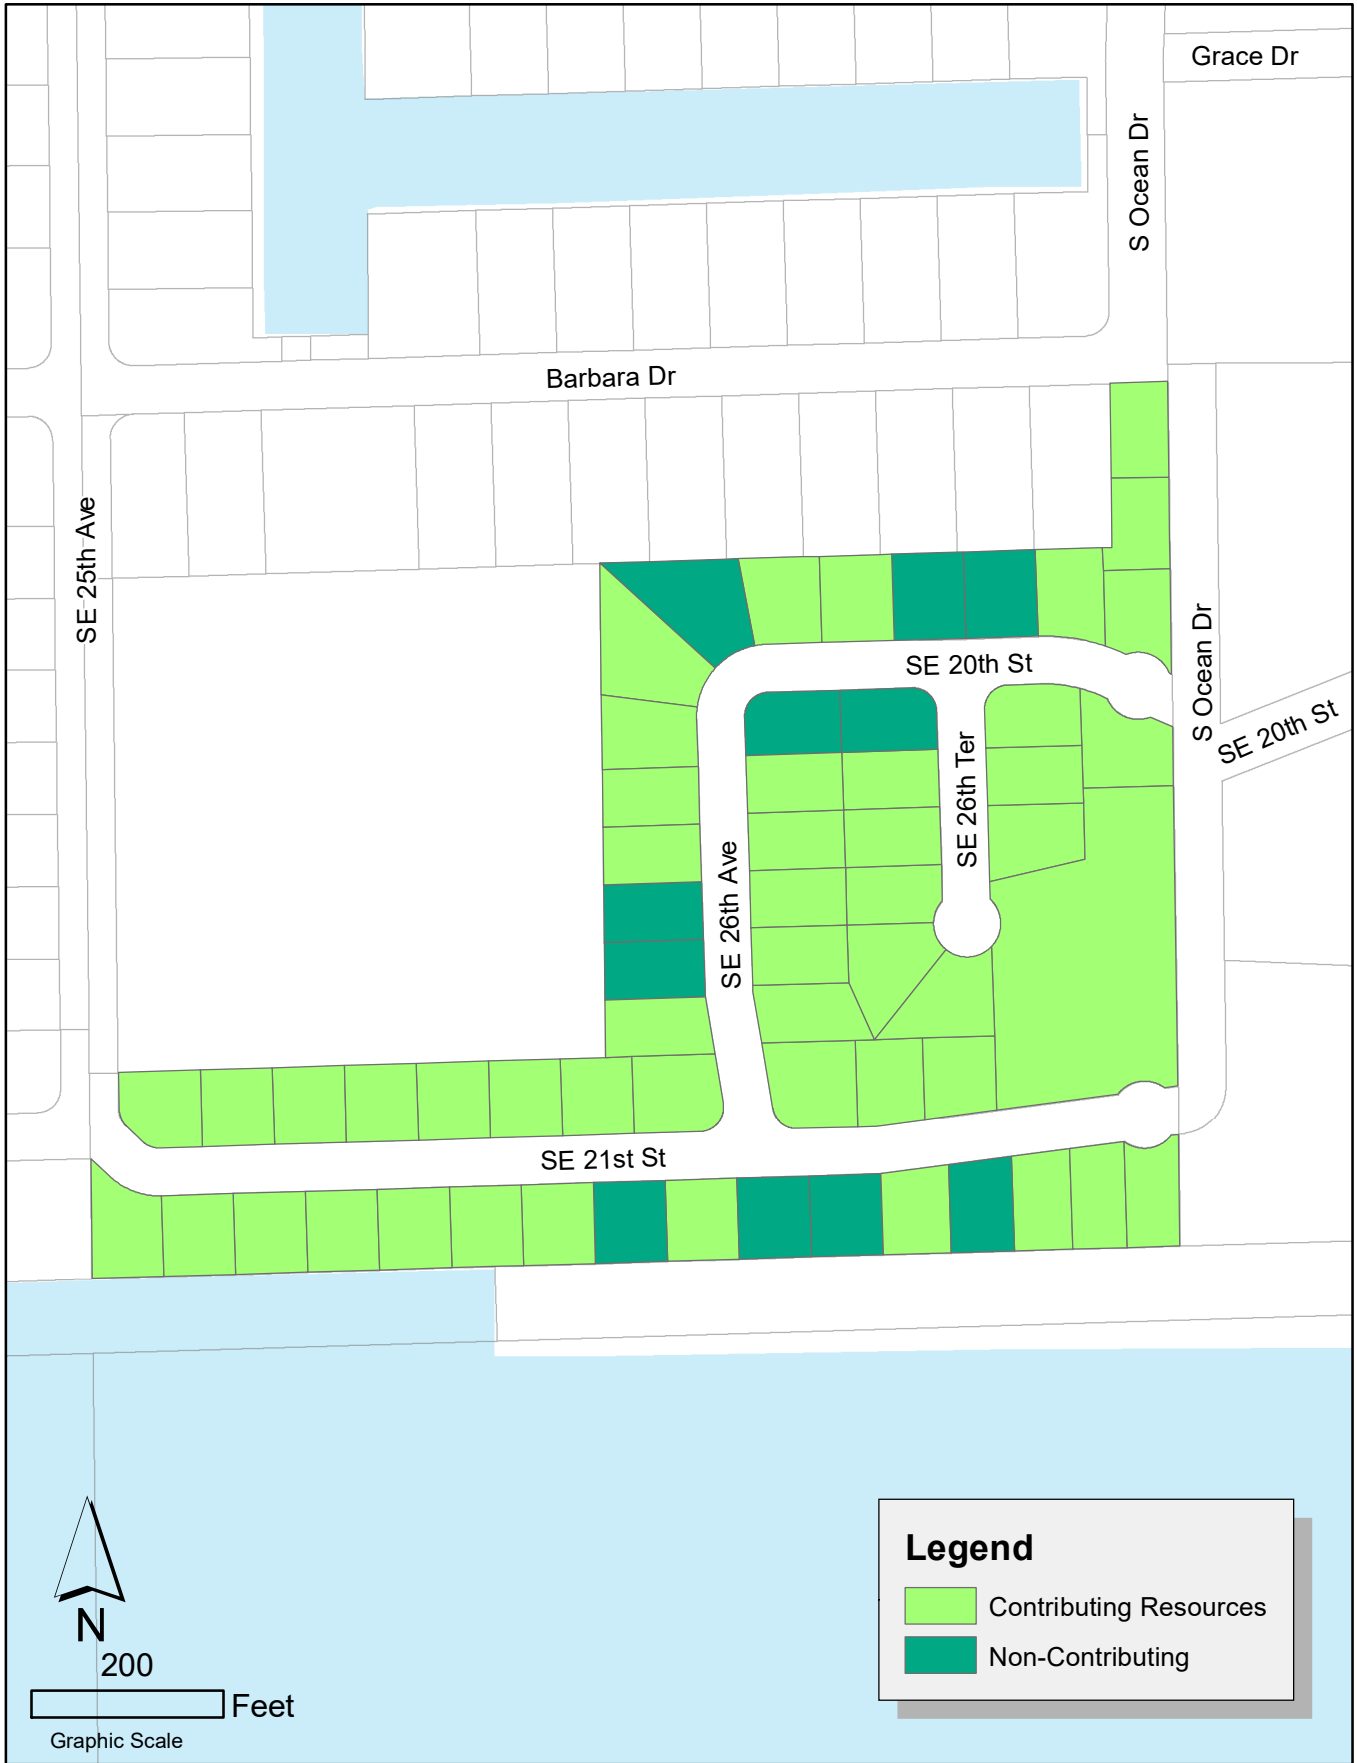 Grace Dr
S Ocean Dr
Barbara Dr
SE 25th Ave
S Ocean Dr
SE 20th St
SE 20th St
SE 26th Ter
SE 26th Ave
SE 21st St
Legend
Contributing Resources
Non-Contributing
N
200
Feet
Graphic Scale